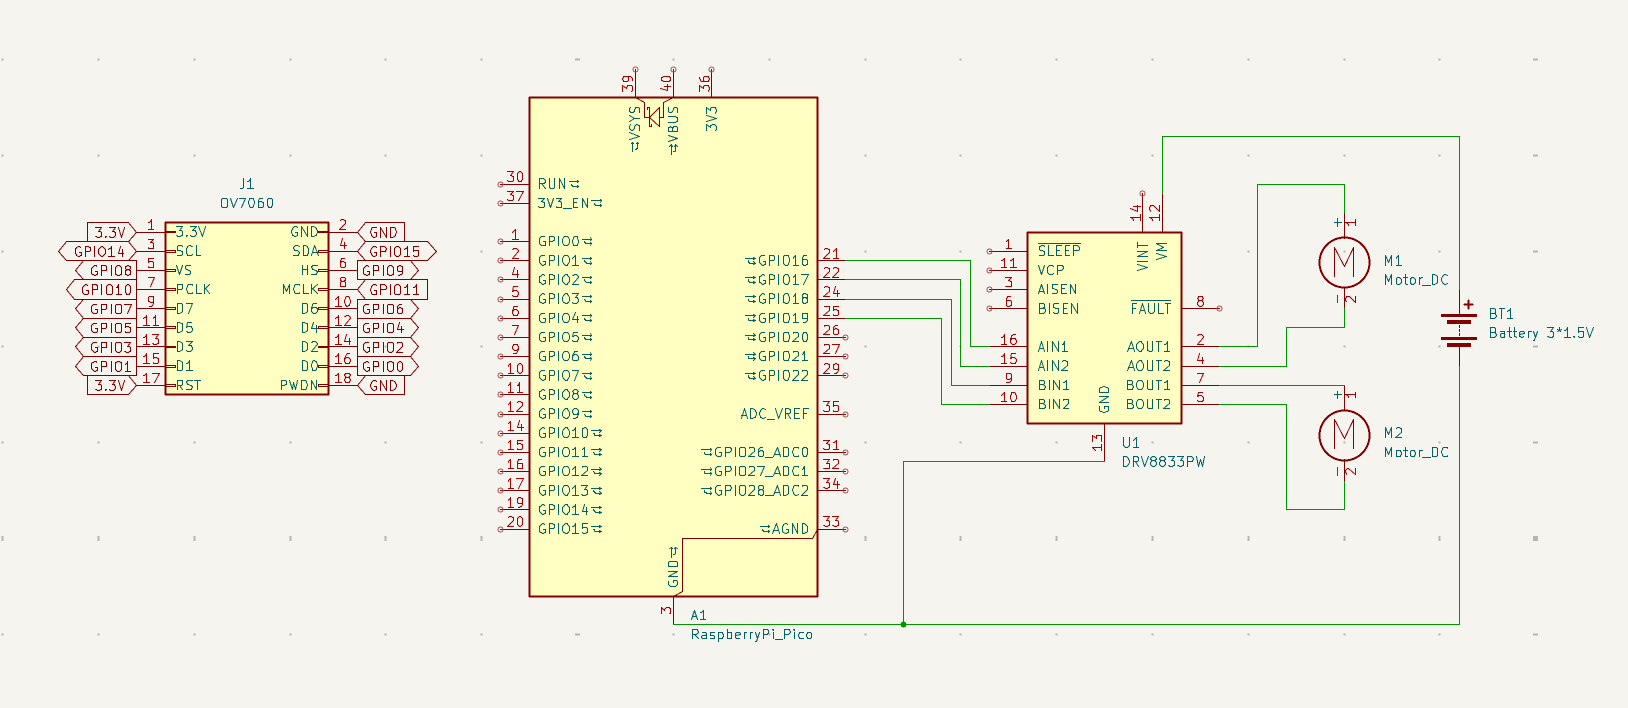 J1
OV7060
3.3V 1 3.3V GND 2 GND
GPIO14 3 SCL SDA 4 GPIO15
GPIO8 5 VS HS 6 GPIO9
GPIO10 7 PCLK MCLK 8 GPIO11
GPIO7 9 D7 D6 10 GPIO6
GPIO5 11 D5 D4 12 GPIO4
GPIO3 13 D3 D2 14 GPIO2
GPIO1 15 D1 D0 16 GPIO0
3.3V 17 RST PWDN 18 GND
39 40 36
VSYS VBUS 3V3
30 RUN
37 3V3_EN
1 GPIO0
2 GPIO1 GPIO16 21
4 GPIO2 GPIO17 22
5 GPIO3 GPIO18 24
6 GPIO4 GPIO19 25
7 GPIO5 GPIO20 26
9 GPIO6 GPIO21 27
10 GPIO7 GPIO22 29
11 GPIO8
12 GPIO9 ADC_VREF 35
14 GPIO10
15 GPIO11 GPIO26_ADC0 31
16 GPIO12 GPIO27_ADC1 32
17 GPIO13 GPIO28_ADC2 34
19 GPIO14
20 GPIO15 AGND 33
GND
3
A1
RaspberryPi_Pico
14 12
VINT VM
1 SLEEP
11 VCP
3 AISEN
6 BISEN FAULT 8
16 AIN1 AOUT1 2
15 AIN2 AOUT2 4
9 BIN1 BOUT1 7
10 BIN2 BOUT2 5
GND
13
U1
DRV8833PW
+ 1
M
M1
Motor_DC
- 2
+ 1
M
M2
Motor_DC
- 2
+
BT1
Battery 3*1.5V